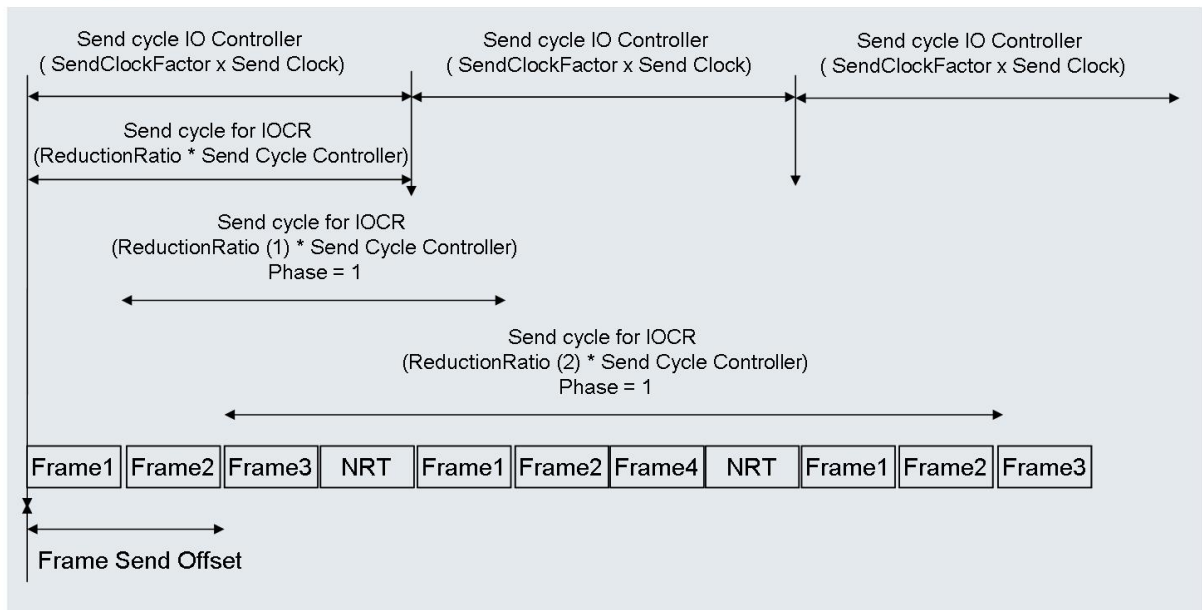 Send cycle IO Controller
( SendClockFactor x Send Clock)
Send cycle IO Controller
( SendClockFactor x Send Clock)
Send cycle IO Controller
( SendClockFactor x Send Clock)
Send cycle for IOCR
(ReductionRatio * Send Cycle Controller)
Send cycle for IOCR
(ReductionRatio (1) * Send Cycle Controller)
Phase = 1
Send cycle for IOCR
(ReductionRatio (2) * Send Cycle Controller)
Phase = 1
Frame1 Frame2 Frame3 NRT Frame1 Frame2 Frame4 NRT Frame1 Frame2 Frame3
Frame Send Offset